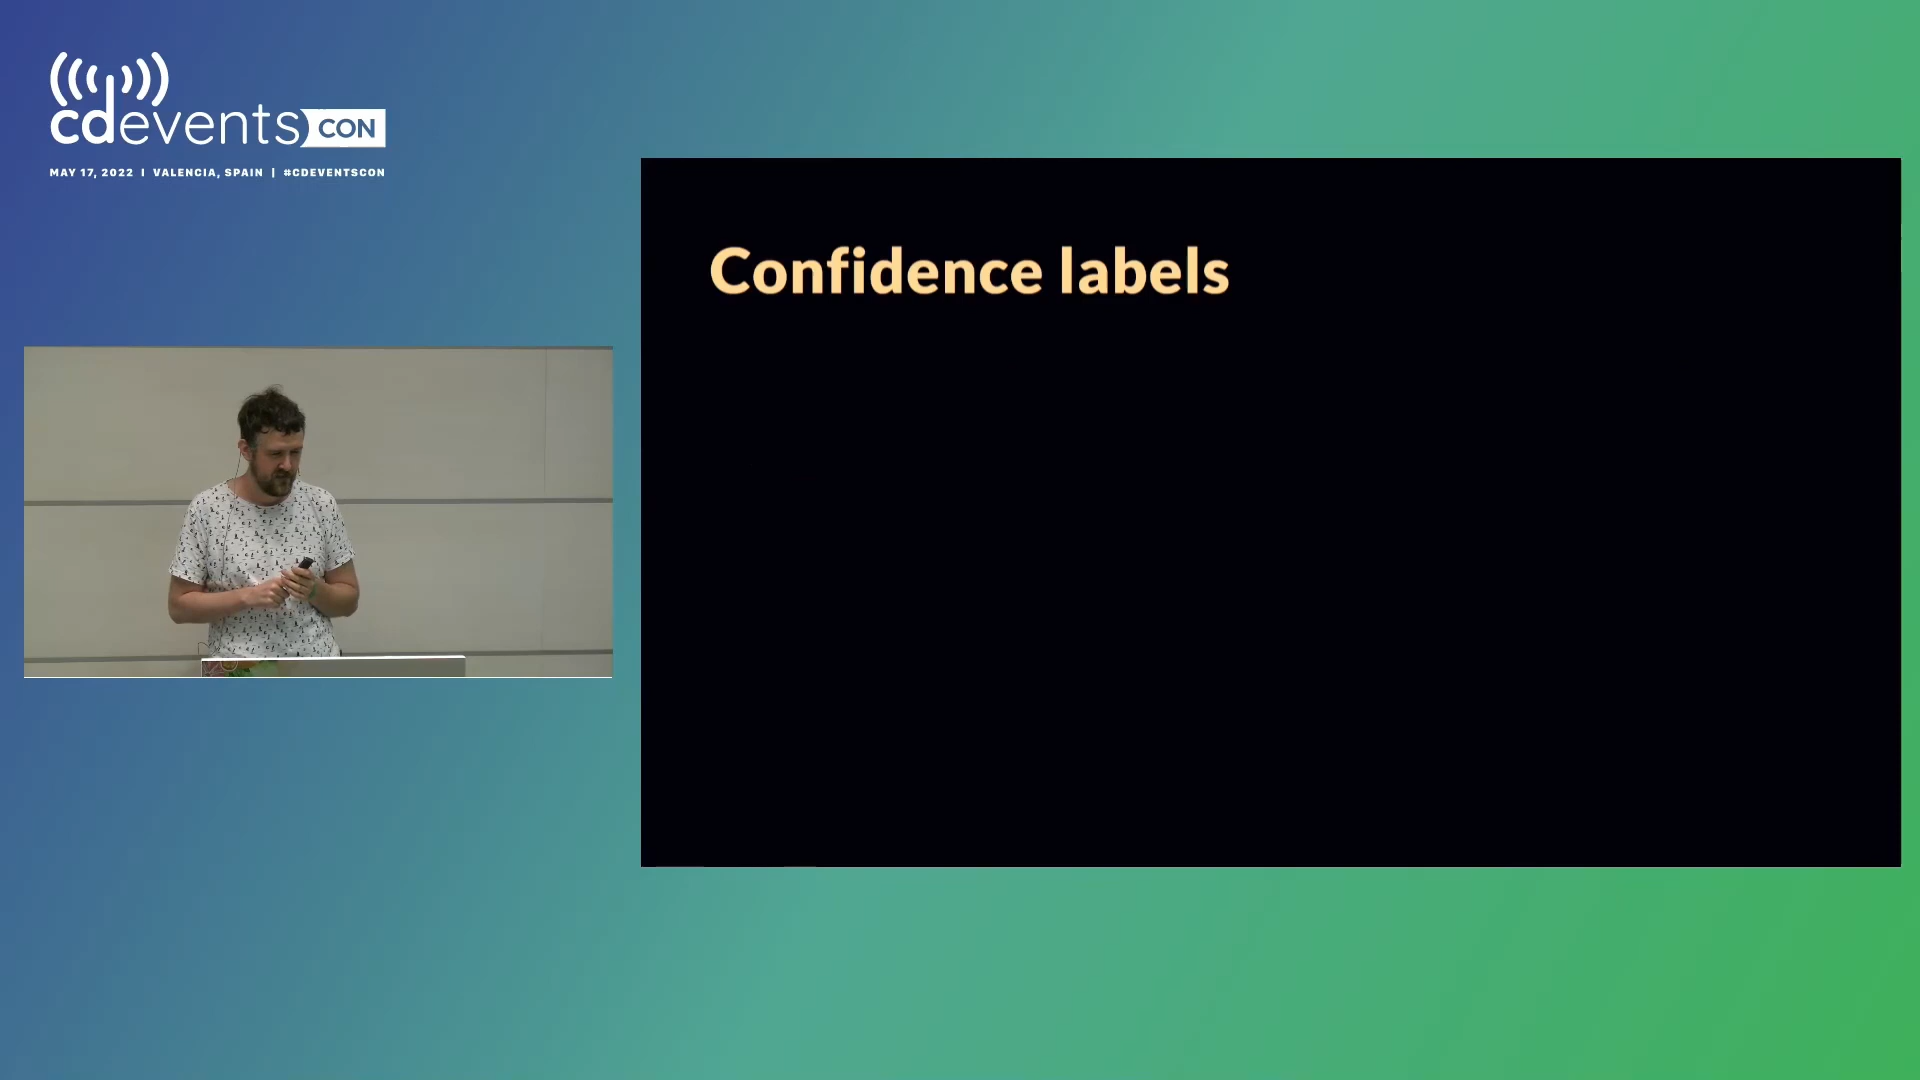 cdevents CON
MAY 17, 2022 | VALENCIA, SPAIN | #CDEVENTSCON
Confidence labels